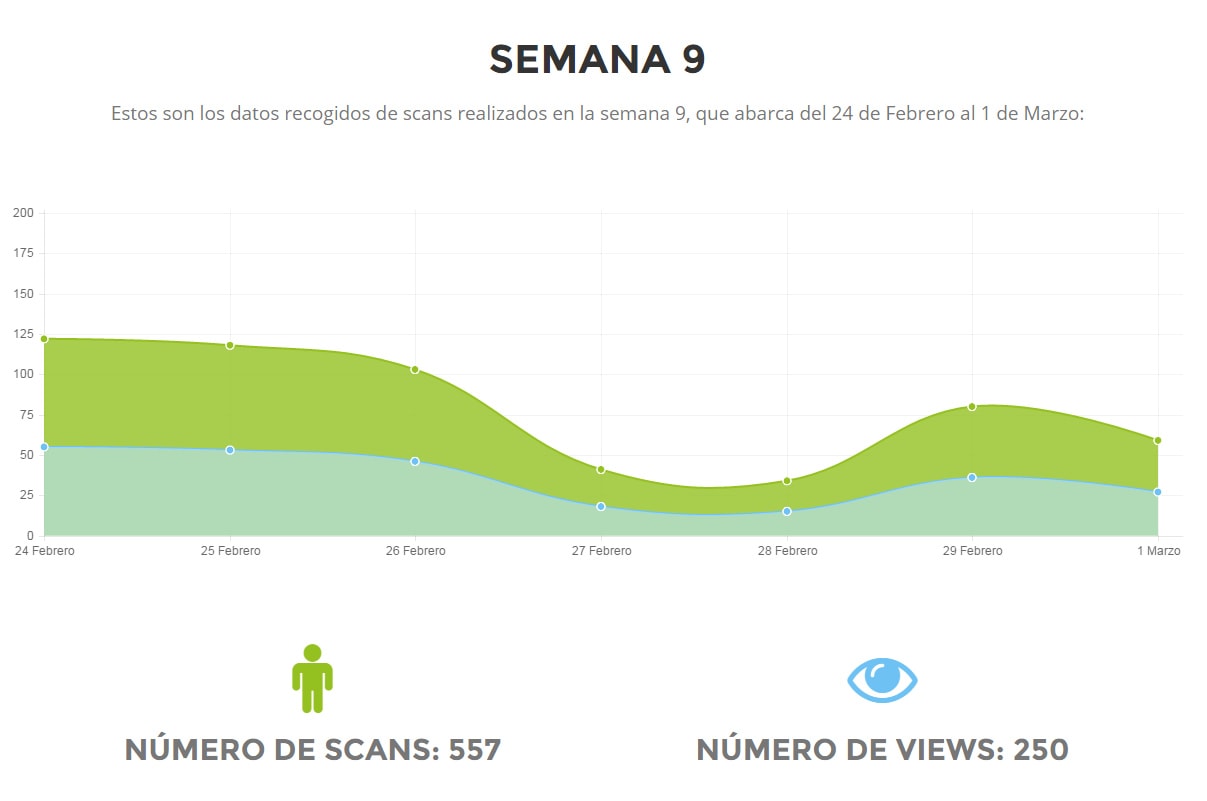 SEMANA 9
Estos son los datos recogidos de scans realizados en la semana 9, que abarca del 24 de Febrero al 1 de Marzo:
200
175
150
125
100
75
50
25
0
24 Febrero 25 Febrero 26 Febrero 27 Febrero 28 Febrero 29 Febrero 1 Marzo
NÚMERO DE SCANS: 557 NÚMERO DE VIEWS: 250